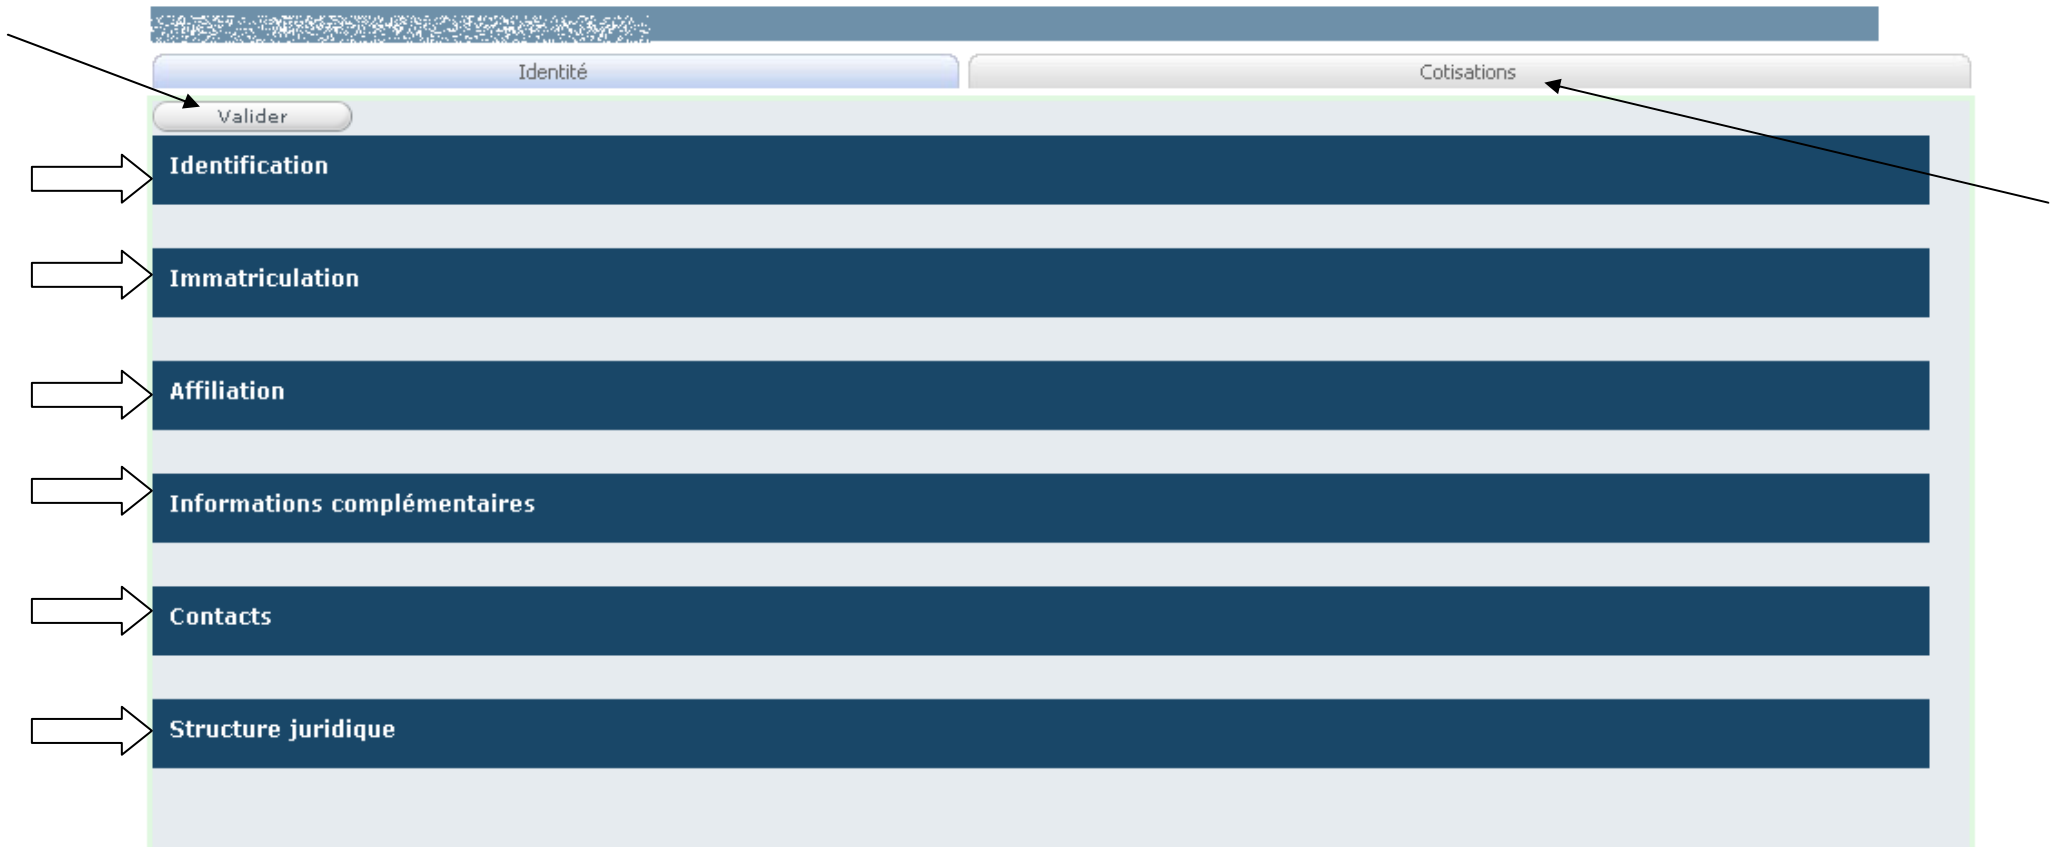 Identité
Cotisations
Valider
Identification
Immatriculation
Affiliation
Informations complémentaires
Contacts
Structure juridique